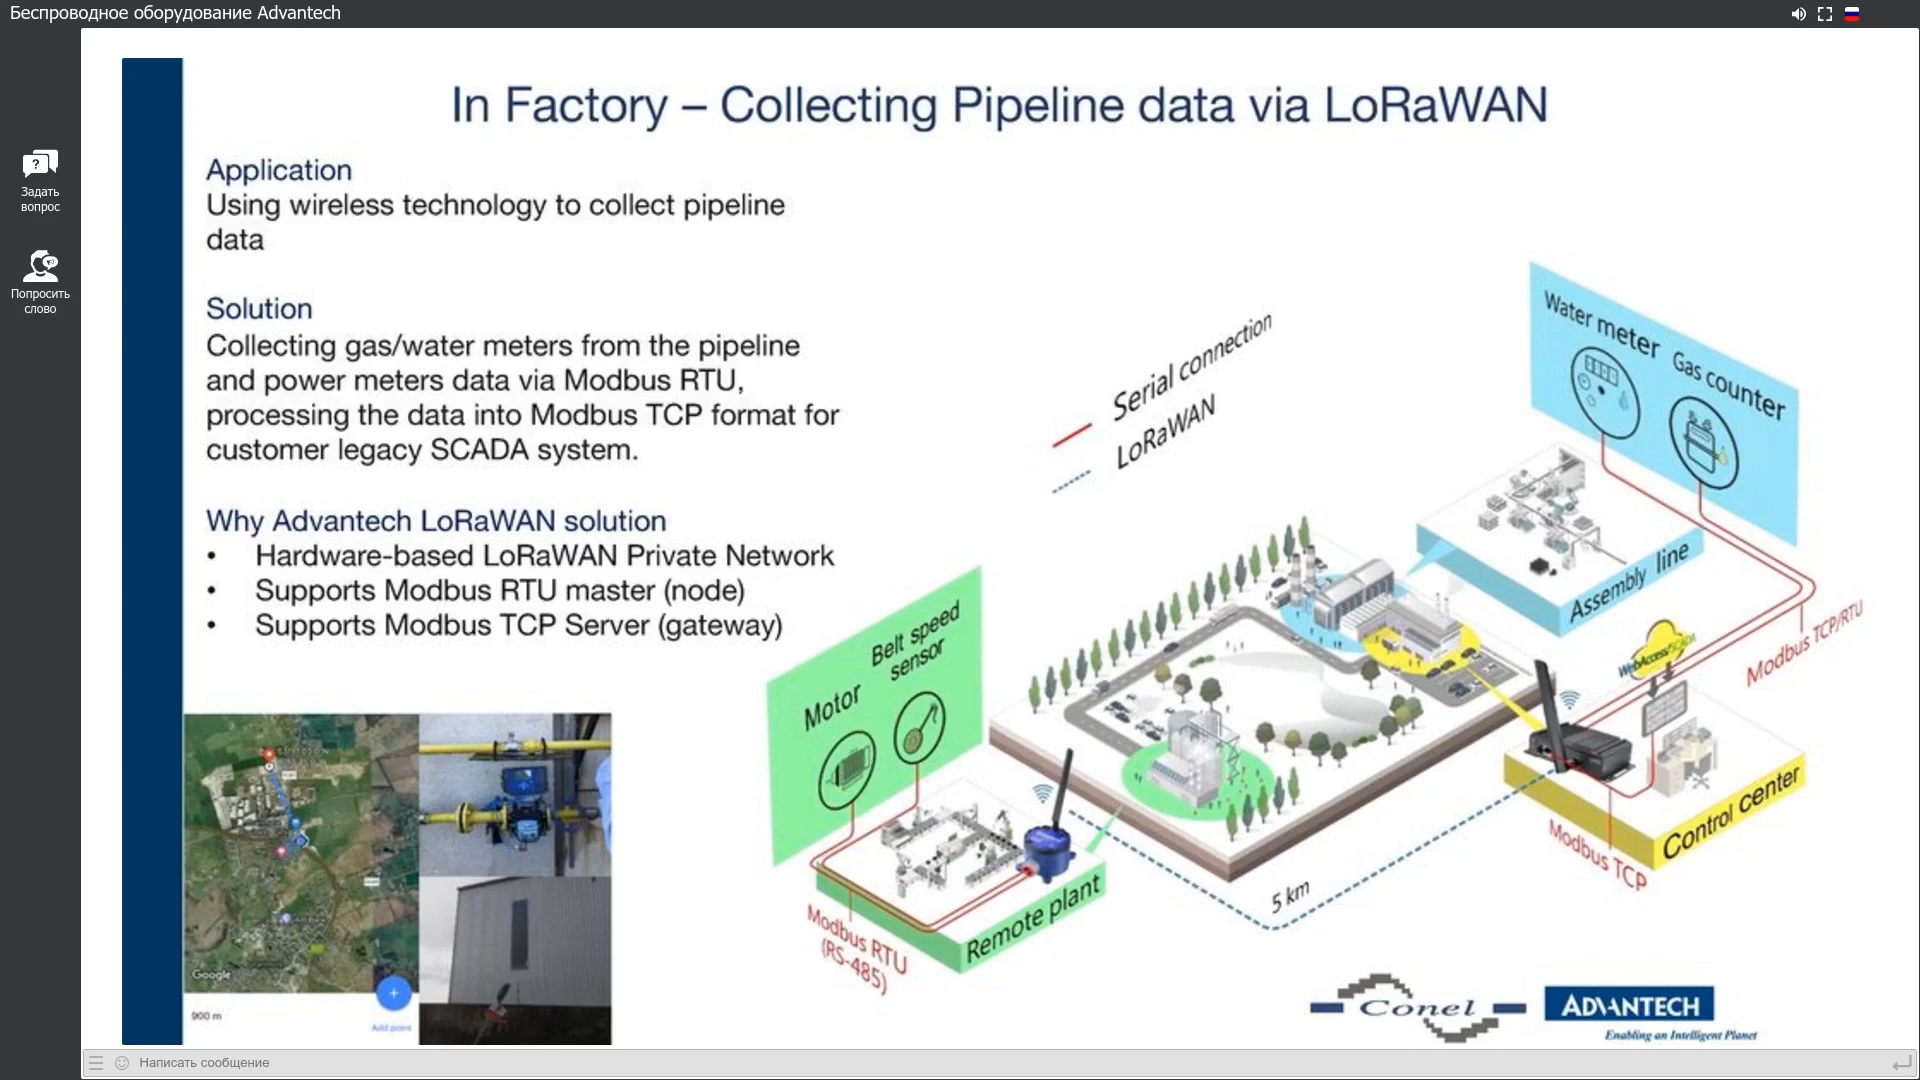 Беспроводное оборудование Advantech
Задать
вопрос
Попросить
слово
In Factory – Collecting Pipeline data via LoRaWAN
Application
Using wireless technology to collect pipeline
data
Solution
Collecting gas/water meters from the pipeline
and power meters data via Modbus RTU,
processing the data into Modbus TCP format for
customer legacy SCADA system.
Why Advantech LoRaWAN solution
• Hardware-based LoRaWAN Private Network
• Supports Modbus RTU master (node)
• Supports Modbus TCP Server (gateway)
Serial connection
LoRaWAN
Water meter
Gas counter
Assembly line
Modbus TCP/RTU
WebAccess/SCADA
Belt speed
sensor
Motor
Control center
Modbus TCP
5 km
Remote plant
Modbus RTU
(RS-485)
Google
900 m
Add point
Conel
ADVANTECH
Enabling an Intelligent Planet
Написать сообщение